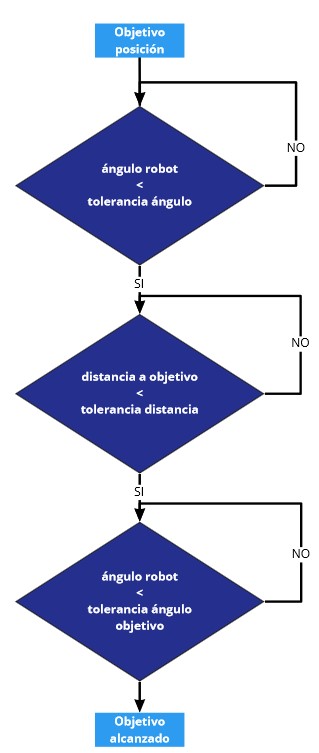 Objetivo
posición
NO
ángulo robot
<
tolerancia ángulo
SI
NO
distancia a objetivo
<
tolerancia distancia
SI
NO
ángulo robot
<
tolerancia ángulo
objetivo
Objetivo
alcanzado